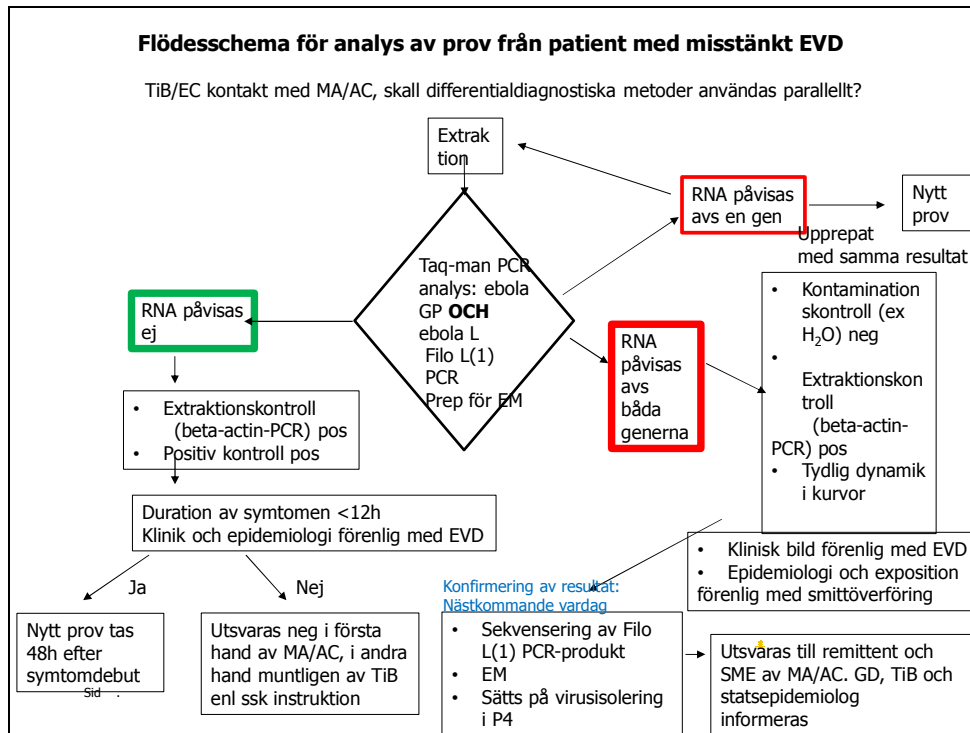 Flödesschema för analys av prov från patient med misstänkt EVD
TiB/EC kontakt med MA/AC, skall differentialdiagnostiska metoder användas parallellt?
Extrak
tion
RNA påvisas
avs en gen
Nytt
prov
Upprepat
med samma resultat
Taq-man PCR
analys: ebola
GP OCH
ebola L
Filo L(1)
PCR
Prep för EM
RNA påvisas
ej
RNA
påvisas
avs
båda
generna
• Kontamination
skontroll (ex
H₂O) neg
•
Extraktionskon
troll
(beta-actin-
PCR) pos
• Tydlig dynamik
i kurvor
• Extraktionskontroll
(beta-actin-PCR) pos
• Positiv kontroll pos
Duration av symtomen <12h
Klinik och epidemiologi förenlig med EVD
• Klinisk bild förenlig med EVD
• Epidemiologi och exposition
förenlig med smittöverföring
Ja
Nej
Konfirmering av resultat:
Nästkommande vardag
Nytt prov tas
48h efter
symtomdebut
Sid .
Utsvaras neg i första
hand av MA/AC, i andra
hand muntligen av TiB
enl ssk instruktion
• Sekvensering av Filo
L(1) PCR-produkt
• EM
• Sätts på virusisolering
i P4
Utsvaras till remittent och
SME av MA/AC. GD, TiB och
statsepidemiolog
informeras